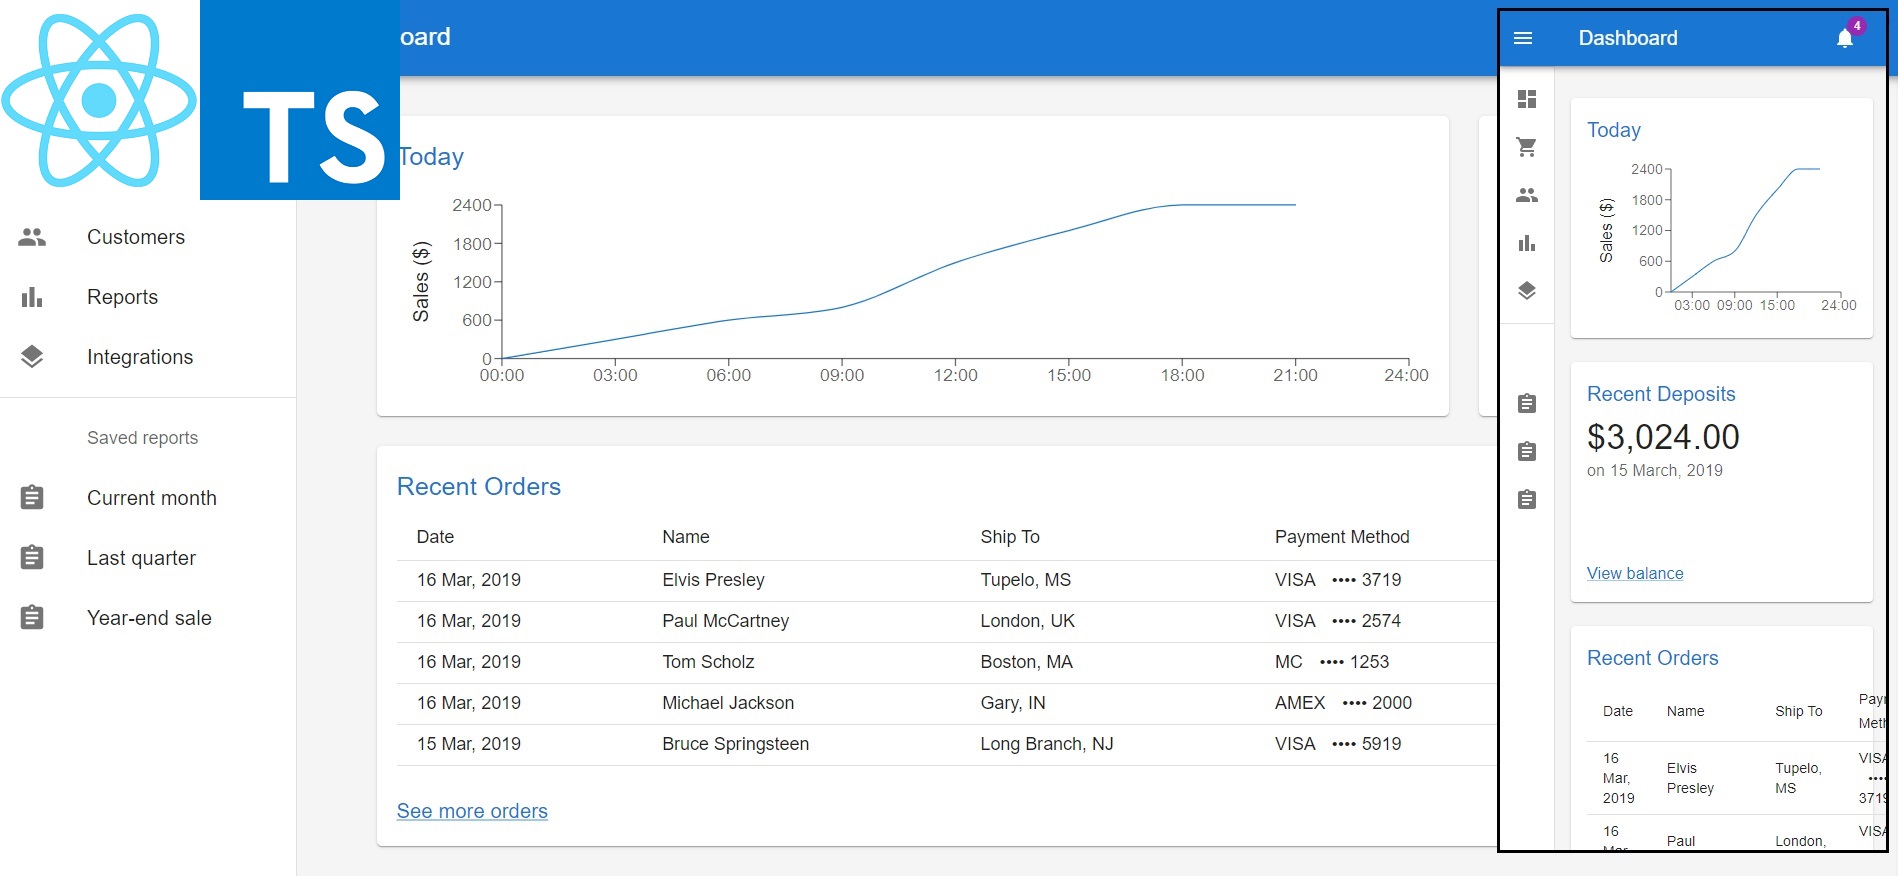 TS
oard
Customers
Reports
Integrations
Saved reports
Current month
Last quarter
Year-end sale
Today
Sales ($)
2400
1800
1200
600
0
00:00 03:00 06:00 09:00 12:00 15:00 18:00 21:00 24:00
Recent Orders
Date Name Ship To Payment Method
16 Mar, 2019 Elvis Presley Tupelo, MS VISA •••• 3719
16 Mar, 2019 Paul McCartney London, UK VISA •••• 2574
16 Mar, 2019 Tom Scholz Boston, MA MC •••• 1253
16 Mar, 2019 Michael Jackson Gary, IN AMEX •••• 2000
15 Mar, 2019 Bruce Springsteen Long Branch, NJ VISA •••• 5919
See more orders
Dashboard
4
Today
Sales ($)
2400
1800
1200
600
0
03:00 09:00 15:00 24:00
Recent Deposits
$3,024.00
on 15 March, 2019
View balance
Recent Orders
Date Name Ship To
16
Mar,
2019
Elvis
Presley
Tupelo,
MS
VISA
••••
3719
16
Mar,
Paul
London,
VISA